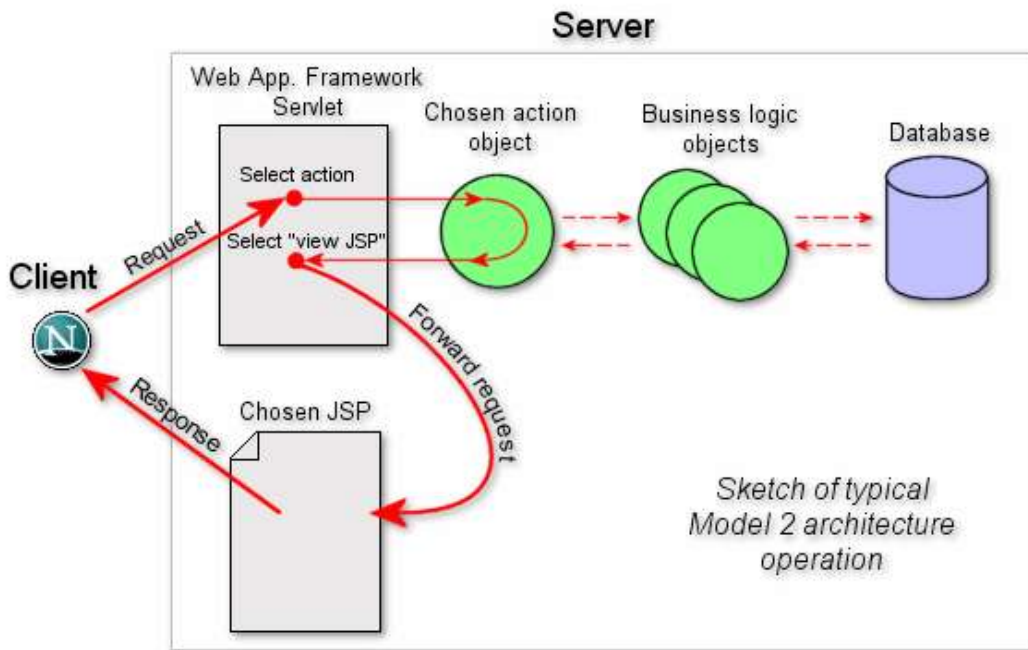 Server
Web App. Framework
Servlet
Chosen action
object
Business logic
objects
Database
Select action
Select "view JSP"
Request
Client
N
Forward request
Response
Chosen JSP
Sketch of typical
Model 2 architecture
operation